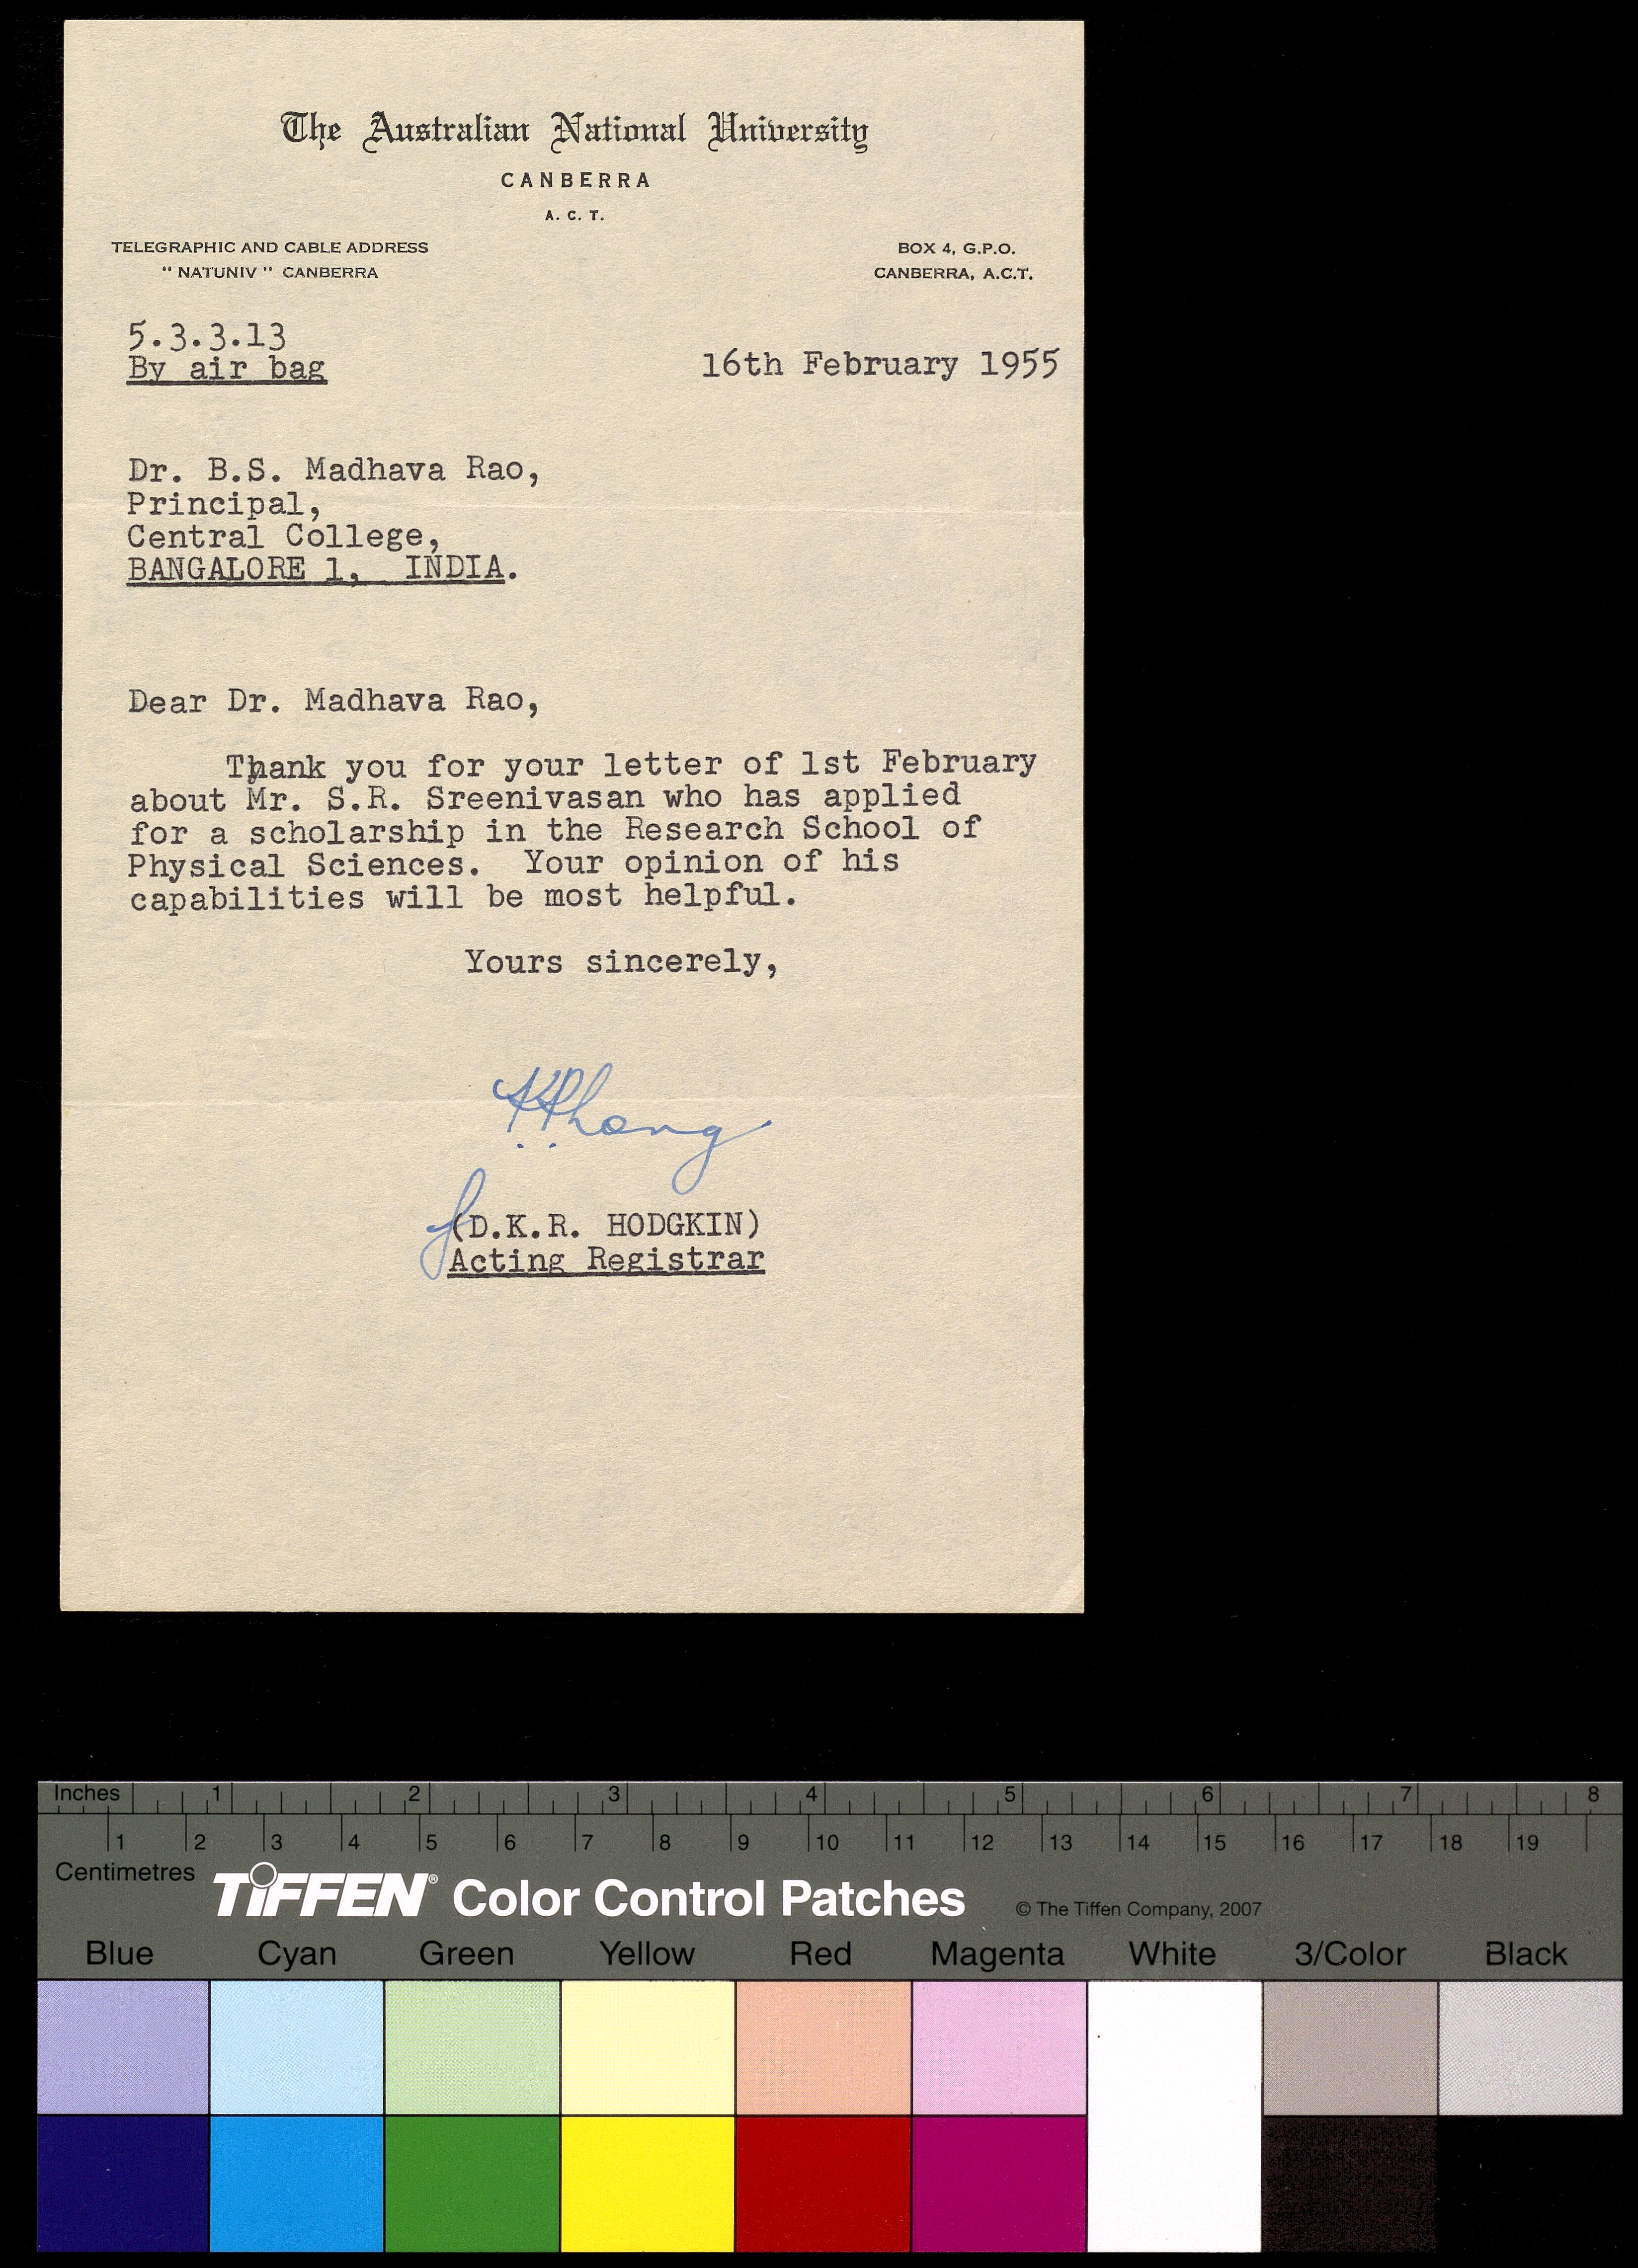 The Australian National University
CANBERRA
A. C. T.
TELEGRAPHIC AND CABLE ADDRESS
" NATUNIV " CANBERRA
BOX 4, G.P.O.
CANBERRA, A.C.T.
5.3.3.13
By air bag
16th February 1955
Dr. B.S. Madhava Rao,
Principal,
Central College,
BANGALORE 1, INDIA.
Dear Dr. Madhava Rao,
Thank you for your letter of 1st February
about Mr. S.R. Sreenivasan who has applied
for a scholarship in the Research School of
Physical Sciences. Your opinion of his
capabilities will be most helpful.
Yours sincerely,
(D.K.R. HODGKIN)
Acting Registrar
Inches 1 2 3 4 5 6 7 8
1 2 3 4 5 6 7 8 9 10 11 12 13 14 15 16 17 18 19
Centimetres
TIFFEN® Color Control Patches © The Tiffen Company, 2007
Blue Cyan Green Yellow Red Magenta White 3/Color Black